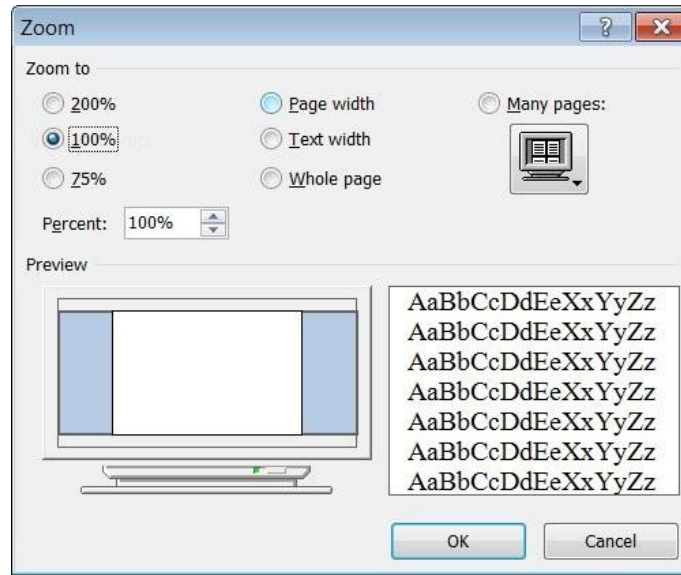 Zoom
Zoom to
200% Page width Many pages:
100% Text width
75% Whole page
Percent: 100%
Preview
AaBbCcDdEeXxYyZz
AaBbCcDdEeXxYyZz
AaBbCcDdEeXxYyZz
AaBbCcDdEeXxYyZz
AaBbCcDdEeXxYyZz
AaBbCcDdEeXxYyZz
AaBbCcDdEeXxYyZz
OK Cancel